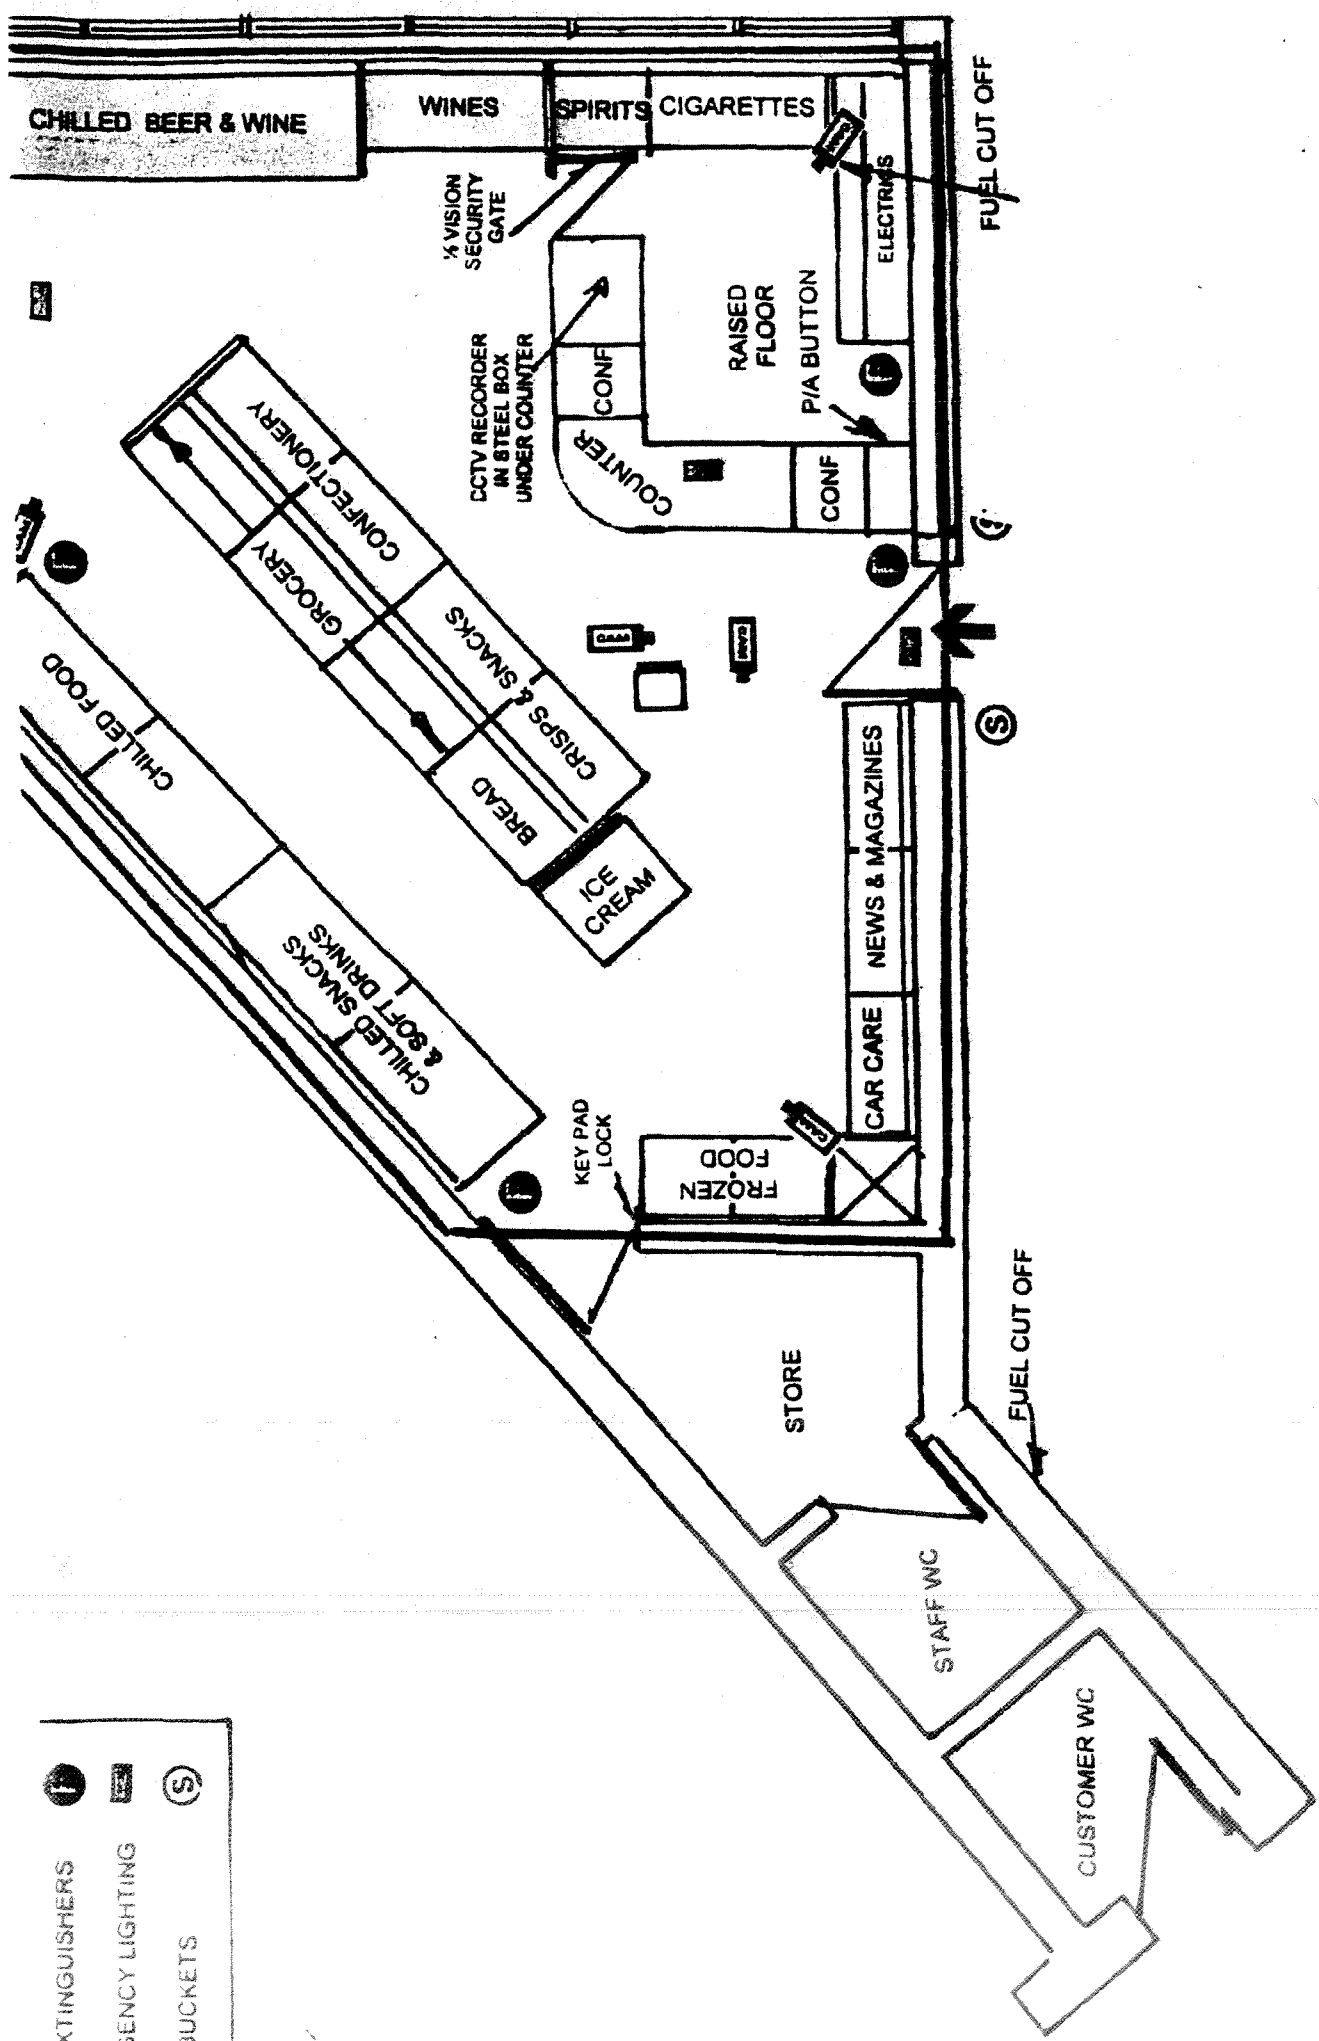 CHILLED BEER & WINE
WINES
SPIRITS
CIGARETTES
FUEL CUT OFF
½ VISION
SECURITY
GATE
ELECTRICS
RAISED
FLOOR
P/A BUTTON
CCTV RECORDER
IN STEEL BOX
UNDER COUNTER
CONF
COUNTER
CONF
CONFECTIONERY
GROCERY
CRISPS & SNACKS
BREAD
ICE
CREAM
CHILLED FOOD
CHILLED SNACKS
& SOFT DRINKS
S
NEWS & MAGAZINES
CAR CARE
KEY PAD
LOCK
FROZEN
FOOD
STORE
FUEL CUT OFF
STAFF WC
CUSTOMER WC
XTINGUISHERS
GENCY LIGHTING
BUCKETS
S